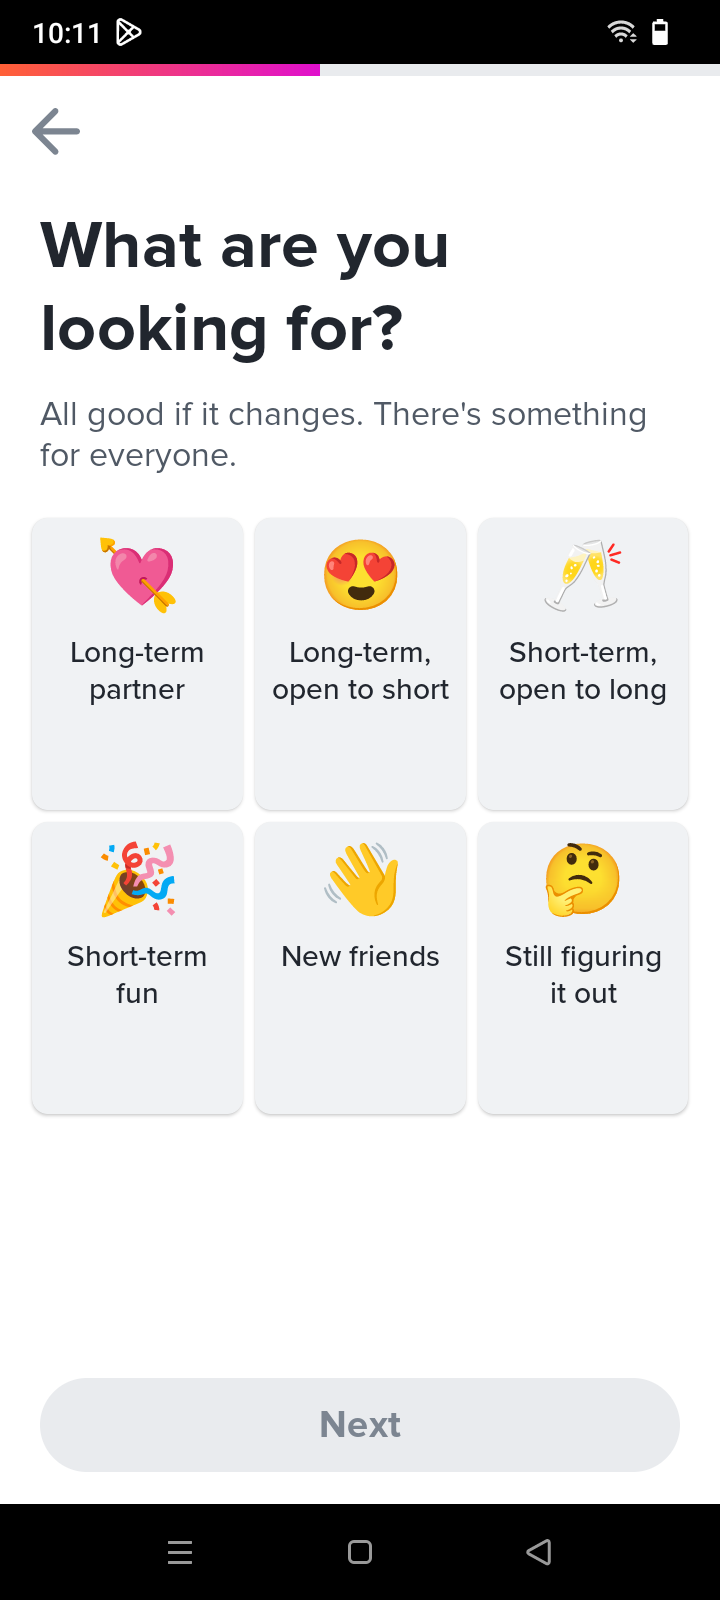 10:11
What are you
looking for?
All good if it changes. There's something
for everyone.
Long-term
partner
Long-term,
open to short
Short-term,
open to long
Short-term
fun
New friends
Still figuring
it out
Next